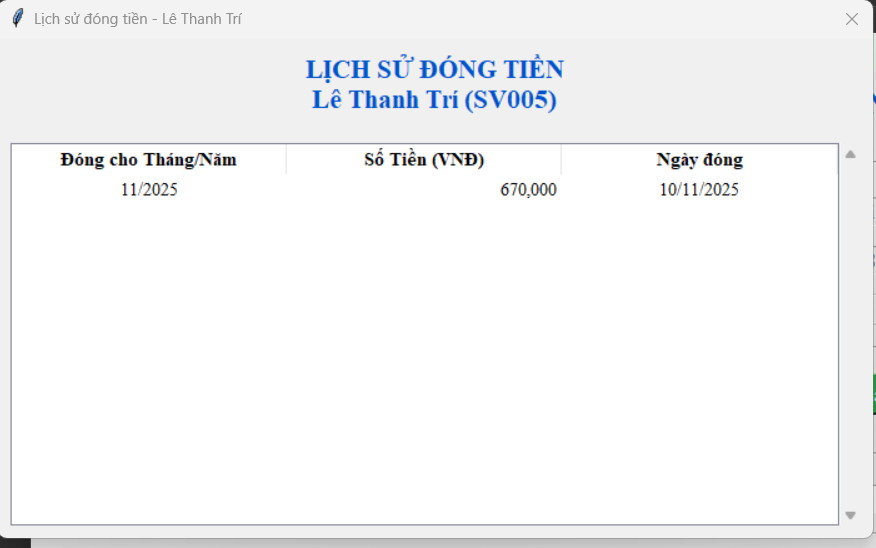 Lịch sử đóng tiền - Lê Thanh Trí
LỊCH SỬ ĐÓNG TIỀN
Lê Thanh Trí (SV005)
Đóng cho Tháng/Năm Số Tiền (VNĐ) Ngày đóng
11/2025 670,000 10/11/2025